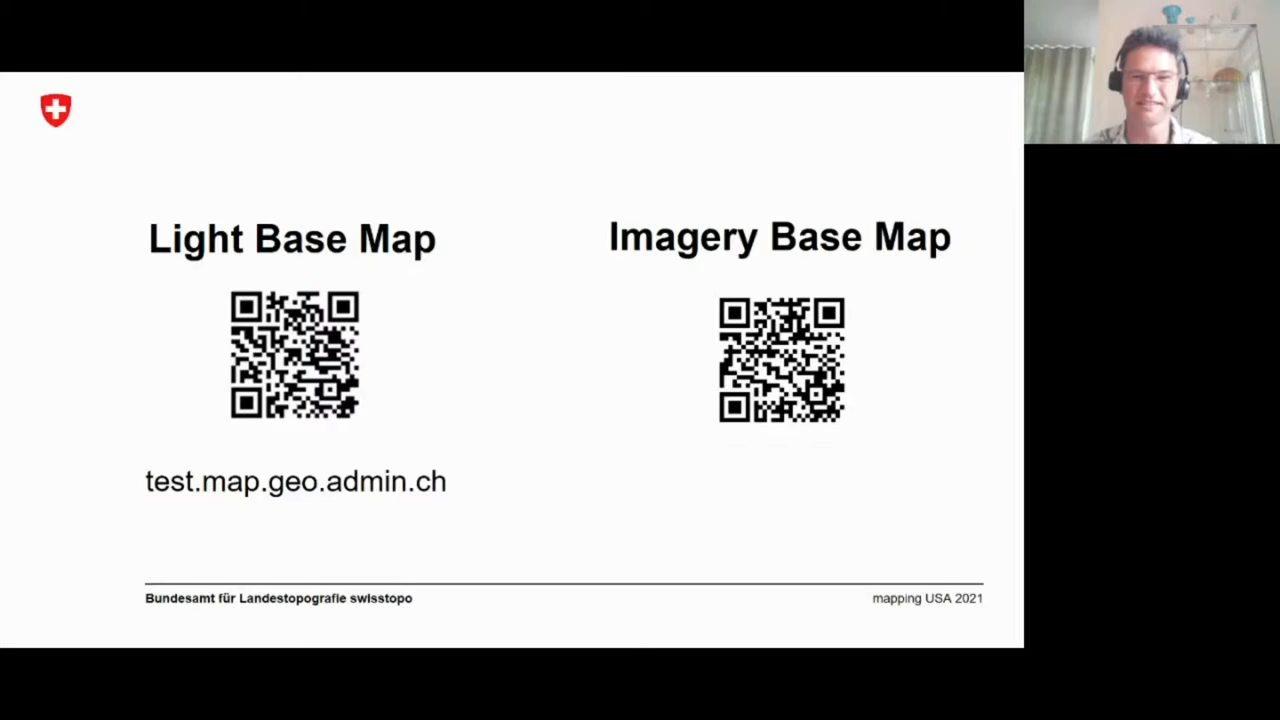 Light Base Map
Imagery Base Map
test.map.geo.admin.ch
Bundesamt für Landestopografie swisstopo
mapping USA 2021